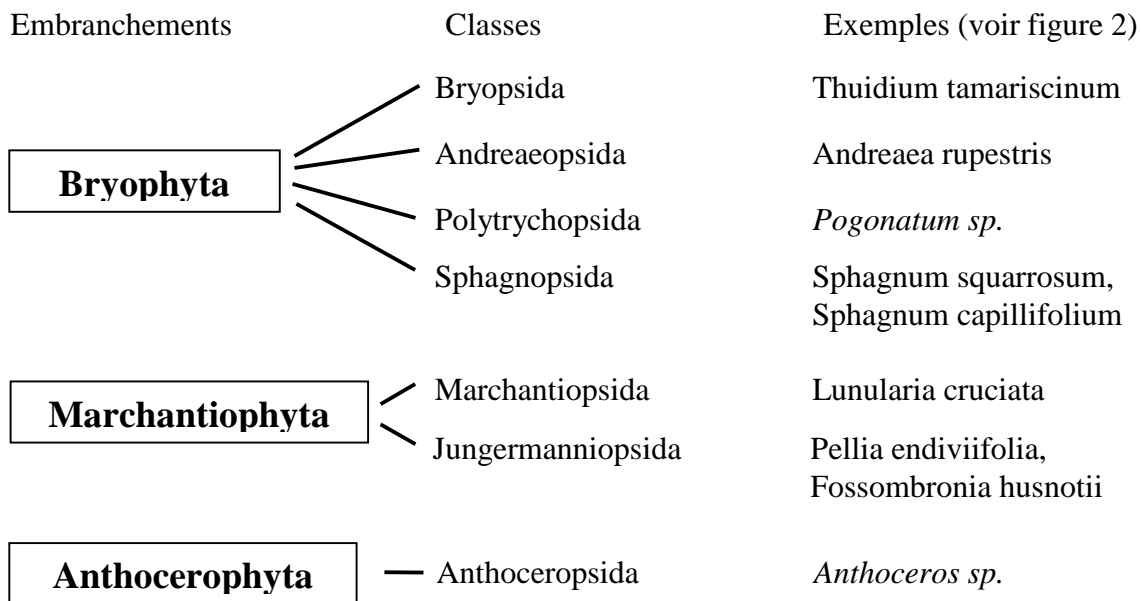 Embranchements Classes Exemples (voir figure 2)
Bryopsida Thuidium tamariscinum
Andreaeopsida Andreaea rupestris
Bryophyta
Polytrychopsida Pogonatum sp.
Sphagnopsida Sphagnum squarrosum,
Sphagnum capillifolium
Marchantiopsida Lunularia cruciata
Marchantiophyta
Jungermanniopsida Pellia endiviifolia,
Fossombronia husnotii
Anthocerophyta Anthoceropsida Anthoceros sp.